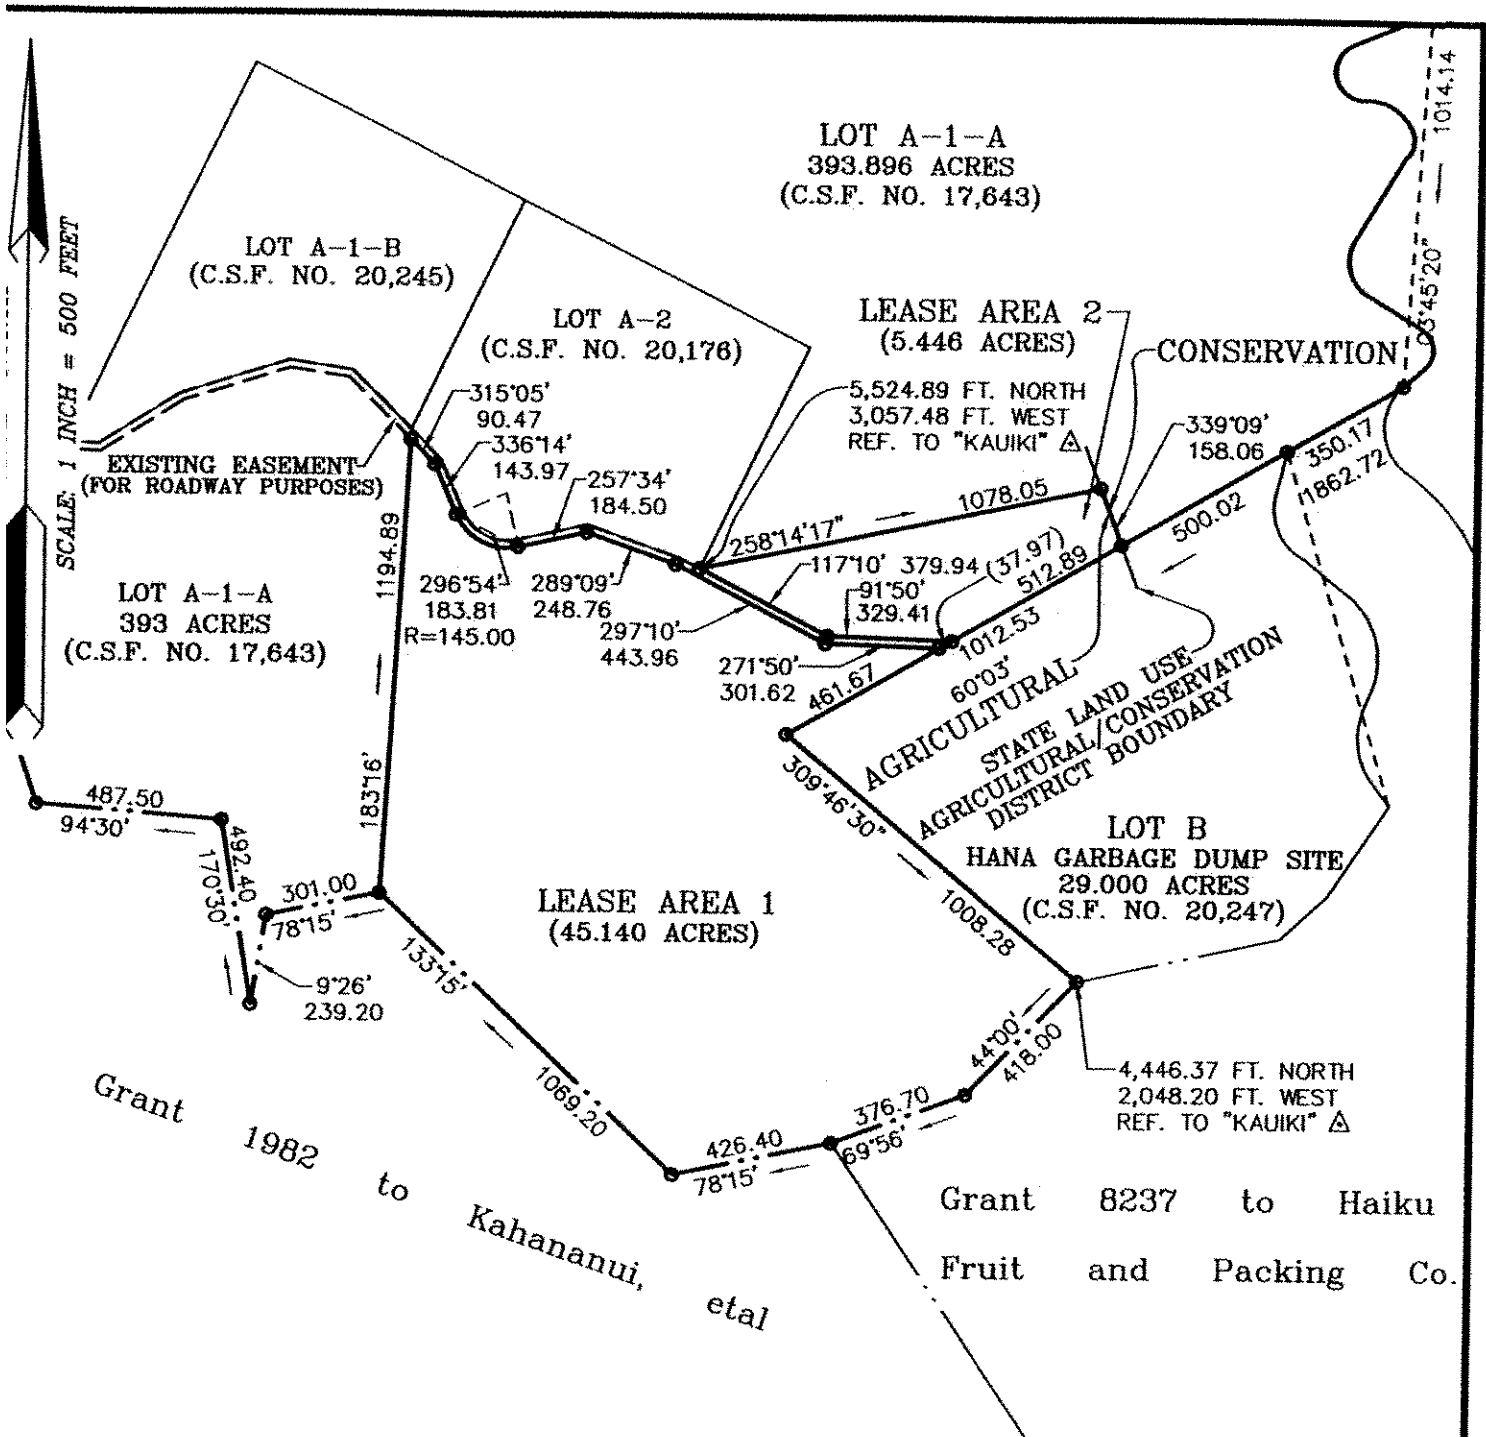 LOT A-1-A
393.896 ACRES
(C.S.F. NO. 17,643)
1014.14
03°45'20"
SCALE: 1 INCH = 500 FEET
LOT A-1-B
(C.S.F. NO. 20,245)
LOT A-2
(C.S.F. NO. 20,176)
LEASE AREA 2
(5.446 ACRES)
CONSERVATION
5,524.89 FT. NORTH
3,057.48 FT. WEST
REF. TO "KAUIKI"
339°09'
158.06
350.17
1862.72
315°05'
90.47
336°14'
143.97
257°34'
184.50
EXISTING EASEMENT
(FOR ROADWAY PURPOSES)
1078.05
258°14'17"
500.02
117°10' 379.94 (37.97)
512.89
91°50'
329.41
1012.53
60°03'
296°54'
183.81
R=145.00
289°09'
248.76
297°10'
443.96
271°50'
301.62
461.67
1194.89
183°16'
LOT A-1-A
393 ACRES
(C.S.F. NO. 17,643)
AGRICULTURAL
STATE LAND USE
AGRICULTURAL/CONSERVATION
DISTRICT BOUNDARY
309°46'30"
1008.28
LOT B
HANA GARBAGE DUMP SITE
29.000 ACRES
(C.S.F. NO. 20,247)
487.50
94°30'
492.40
170°30'
301.00
78°15'
9°26'
239.20
LEASE AREA 1
(45.140 ACRES)
133°15'
1069.20
44°00'
418.00
376.70
69°56'
426.40
78°15'
4,446.37 FT. NORTH
2,048.20 FT. WEST
REF. TO "KAUIKI"
Grant 1982 to Kahananui, etal
Grant 8237 to Haiku
Fruit and Packing Co.